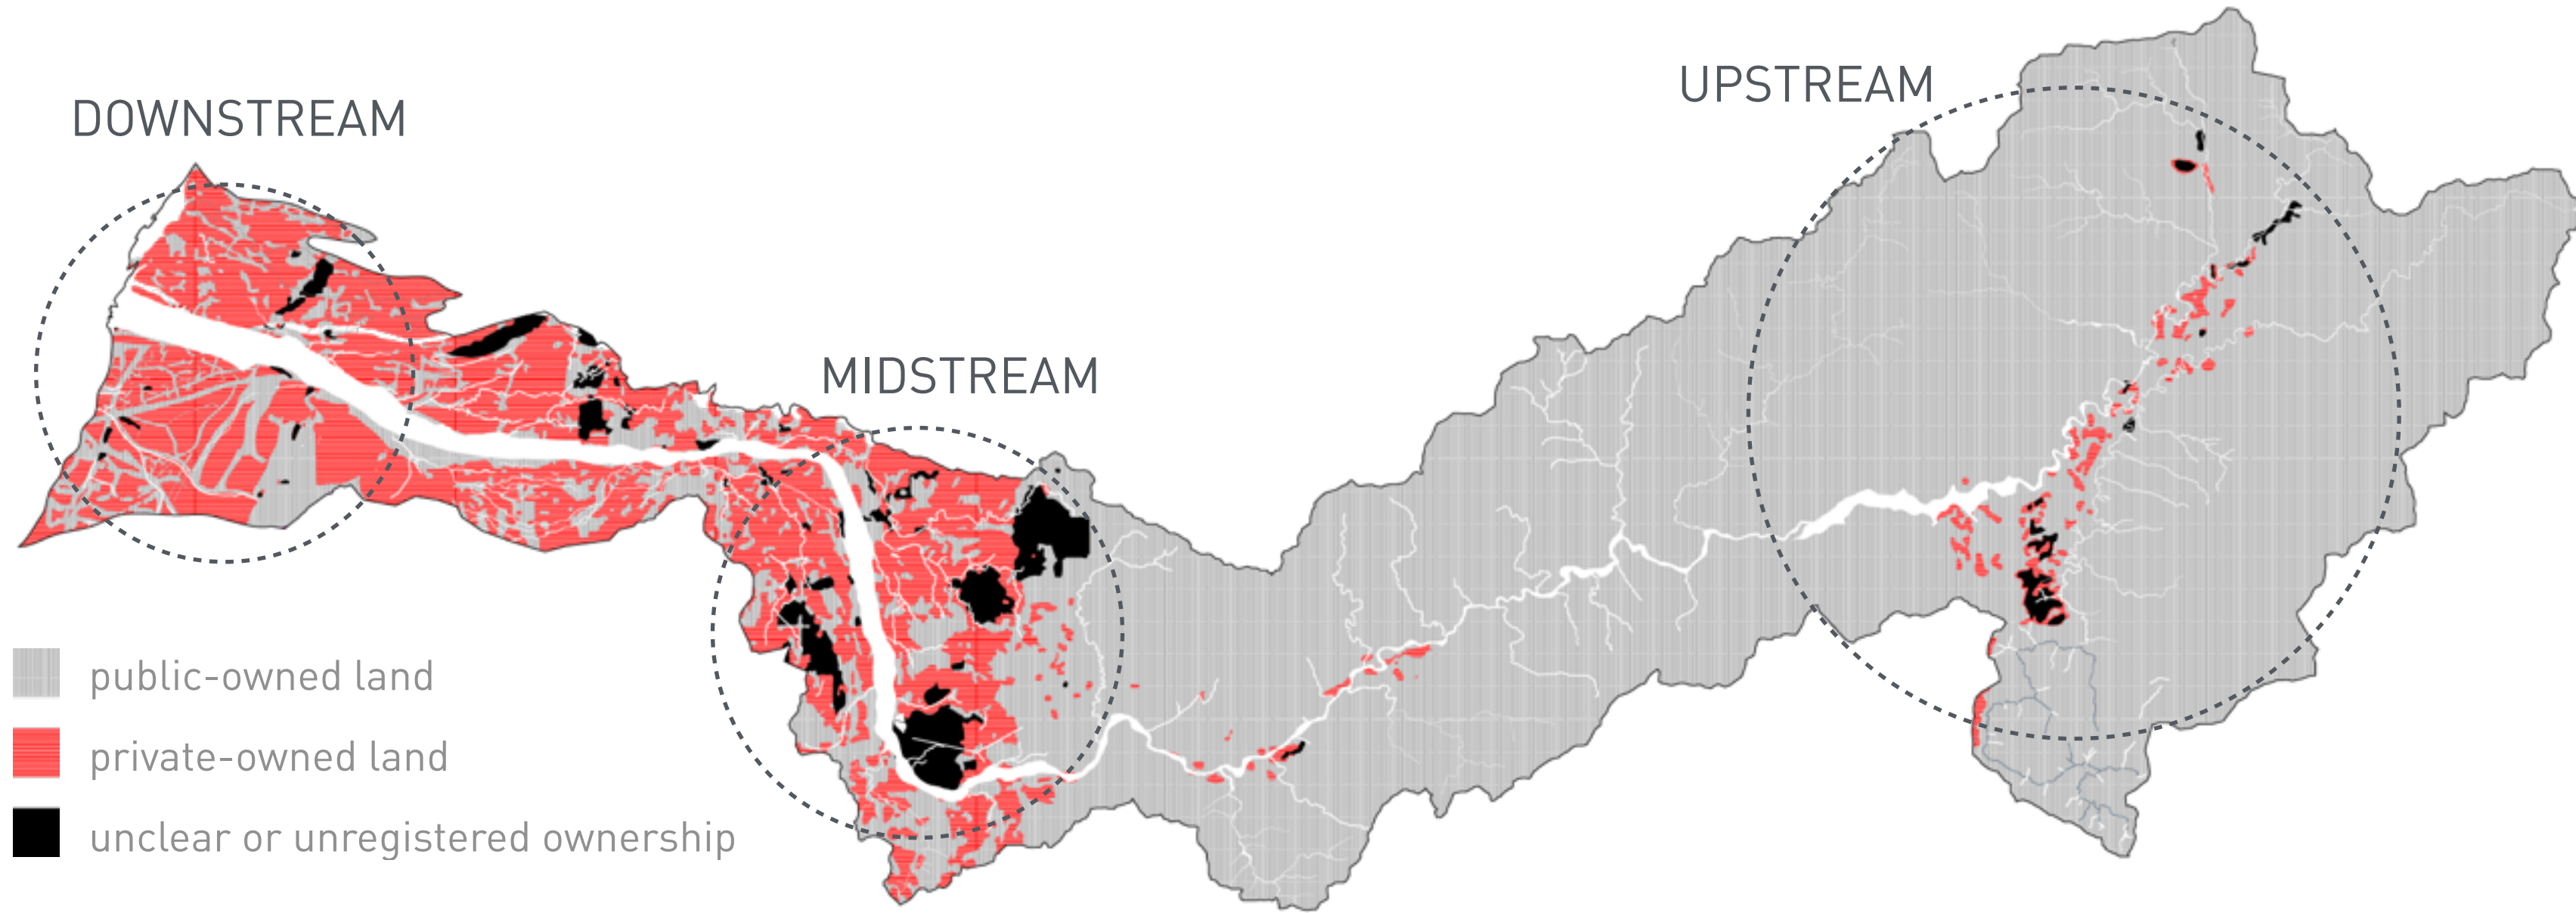 UPSTREAM
DOWNSTREAM
MIDSTREAM
public-owned land
private-owned land
unclear or unregistered ownership